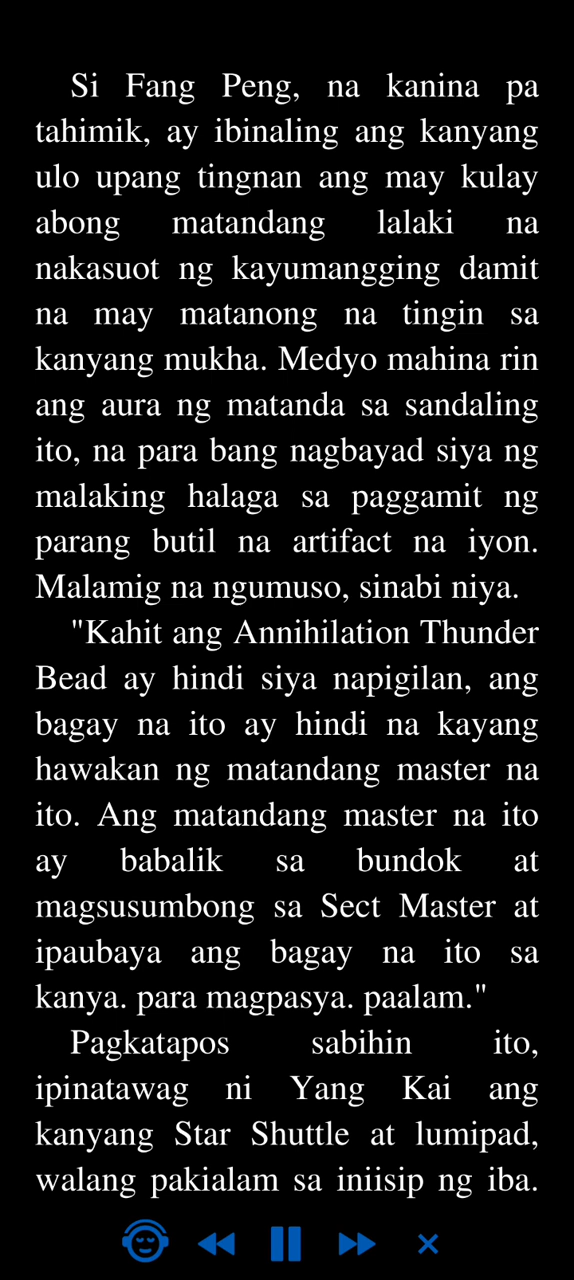 Si Fang Peng, na kanina pa
tahimik, ay ibinaling ang kanyang
ulo upang tingnan ang may kulay
abong matandang lalaki na
nakasuot ng kayumangging damit
na may matanong na tingin sa
kanyang mukha. Medyo mahina rin
ang aura ng matanda sa sandaling
ito, na para bang nagbayad siya ng
malaking halaga sa paggamit ng
parang butil na artifact na iyon.
Malamig na ngumuso, sinabi niya.
"Kahit ang Annihilation Thunder
Bead ay hindi siya napigilan, ang
bagay na ito ay hindi na kayang
hawakan ng matandang master na
ito. Ang matandang master na ito
ay babalik sa bundok at
magsusumbong sa Sect Master at
ipaubaya ang bagay na ito sa
kanya. para magpasya. paalam."
Pagkatapos sabihin ito,
ipinatawag ni Yang Kai ang
kanyang Star Shuttle at lumipad,
walang pakialam sa iniisip ng iba.